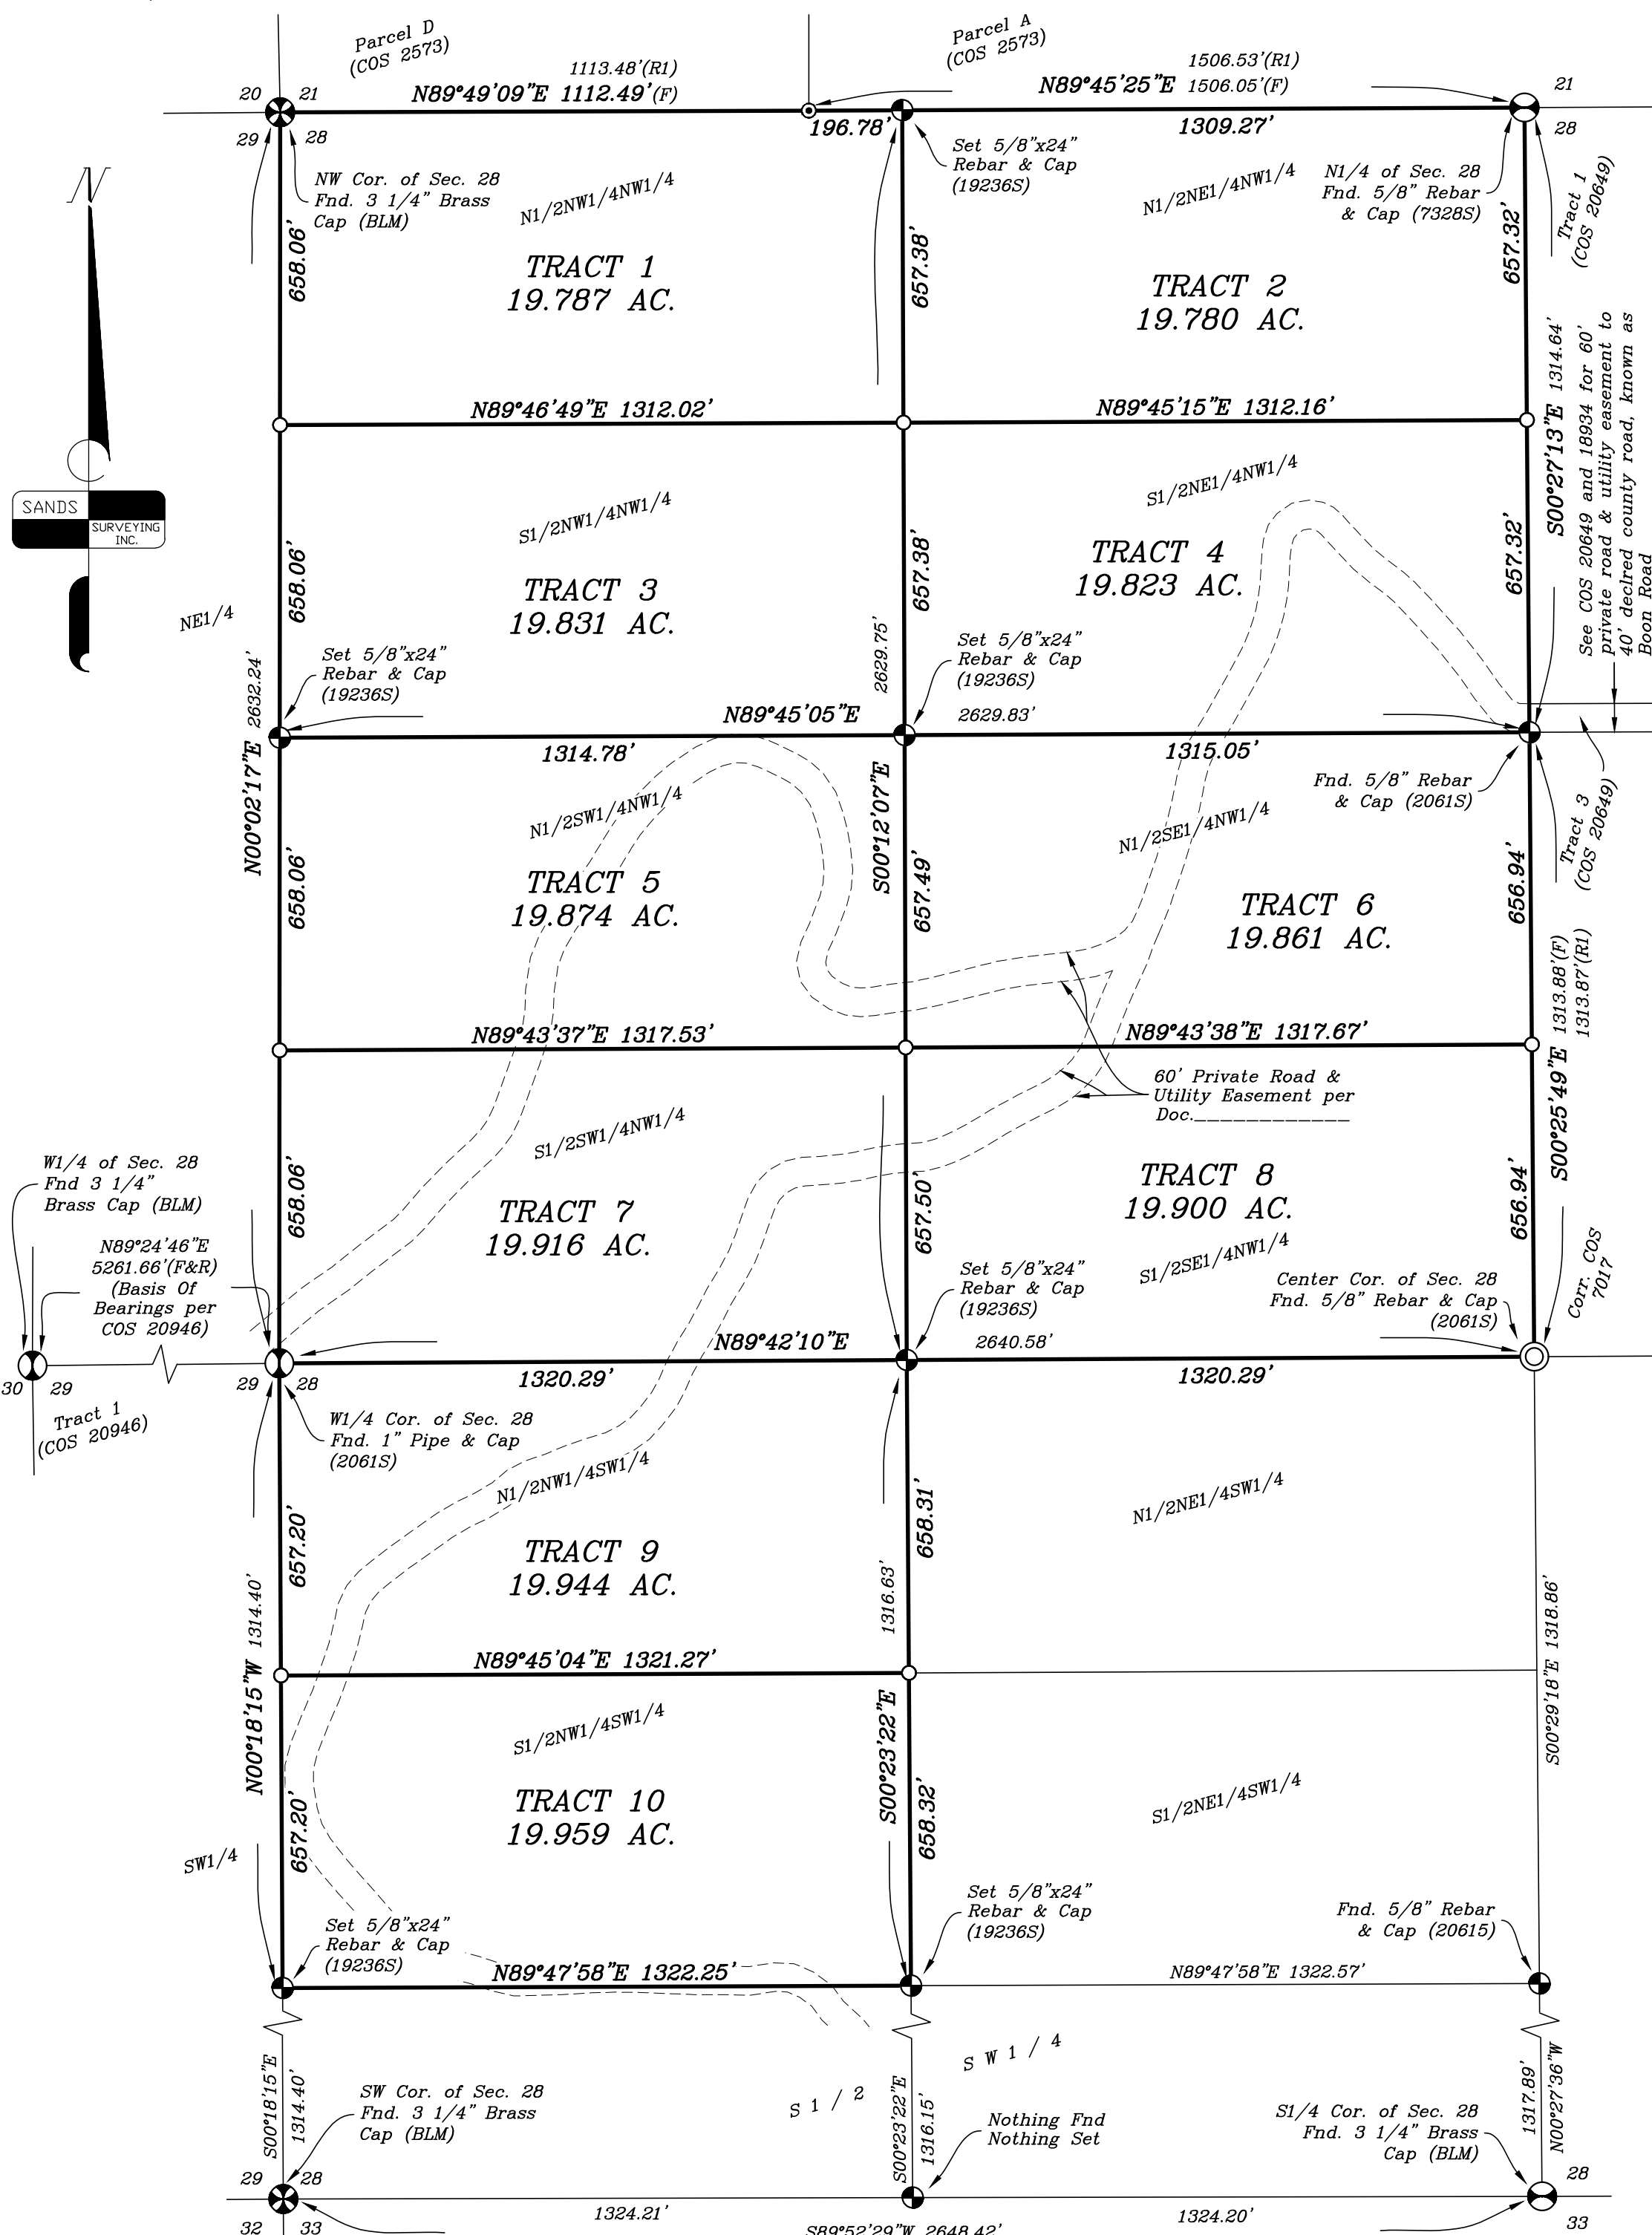 Parcel D
(COS 2573)
Parcel A
(COS 2573)
1113.48'(R1)
N89°49'09"E 1112.49'(F)
1506.53'(R1)
N89°45'25"E 1506.05'(F)
20 21
29 28
21
28
196.78'
1309.27'
NW Cor. of Sec. 28
Fnd. 3 1/4" Brass
Cap (BLM)
N1/2NW1/4NW1/4
Set 5/8"x24"
Rebar & Cap
(19236S)
N1/2NE1/4NW1/4
N1/4 of Sec. 28
Fnd. 5/8" Rebar
& Cap (7328S)
Tract 1
(COS 20649)
N
658.06'
TRACT 1
19.787 AC.
657.38'
TRACT 2
19.780 AC.
657.32'
S00°27'13"E 1314.64'
See COS 20649 and 18934 for 60'
private road & utility easement to
40' declred county road, known as
Boon Road
N89°46'49"E 1312.02'
N89°45'15"E 1312.16'
SANDS
SURVEYING
INC.
S1/2NW1/4NW1/4
S1/2NE1/4NW1/4
658.06'
TRACT 3
19.831 AC.
657.38'
TRACT 4
19.823 AC.
657.32'
NE1/4
Set 5/8"x24"
Rebar & Cap
(19236S)
2629.75'
Set 5/8"x24"
Rebar & Cap
(19236S)
N00°02'17"E 2632.24'
N89°45'05"E
2629.83'
1314.78'
1315.05'
S00°12'07"E
Fnd. 5/8" Rebar
& Cap (2061S)
Tract 3
(COS 20649)
N1/2SW1/4NW1/4
N1/2SE1/4NW1/4
658.06'
TRACT 5
19.874 AC.
657.49'
TRACT 6
19.861 AC.
656.94'
S00°25'49"E 1313.88'(F)
1313.87'(R1)
N89°43'37"E 1317.53'
N89°43'38"E 1317.67'
60' Private Road &
Utility Easement per
Doc._____________
S1/2SW1/4NW1/4
W1/4 of Sec. 28
Fnd 3 1/4"
Brass Cap (BLM)
658.06'
TRACT 7
19.916 AC.
657.50'
TRACT 8
19.900 AC.
656.94'
N89°24'46"E
5261.66'(F&R)
(Basis Of
Bearings per
COS 20946)
S1/2SE1/4NW1/4
Set 5/8"x24"
Rebar & Cap
(19236S)
Center Cor. of Sec. 28
Fnd. 5/8" Rebar & Cap
(2061S)
Corr. COS
7017
N89°42'10"E
2640.58'
30 29
29 28
1320.29'
1320.29'
Tract 1
(COS 20946)
W1/4 Cor. of Sec. 28
Fnd. 1" Pipe & Cap
(2061S)
N1/2NW1/4SW1/4
N1/2NE1/4SW1/4
657.20'
TRACT 9
19.944 AC.
658.31'
1316.63'
N00°18'15"W 1314.40'
S00°29'18"E 1318.86'
N89°45'04"E 1321.27'
S1/2NW1/4SW1/4
S00°23'22"E
S1/2NE1/4SW1/4
657.20'
TRACT 10
19.959 AC.
658.32'
SW1/4
Set 5/8"x24"
Rebar & Cap
(19236S)
Set 5/8"x24"
Rebar & Cap
(19236S)
Fnd. 5/8" Rebar
& Cap (20615)
N89°47'58"E 1322.25'
N89°47'58"E 1322.57'
S W 1 / 4
S 1 / 2
S00°18'15"E
1314.40'
SW Cor. of Sec. 28
Fnd. 3 1/4" Brass
Cap (BLM)
S00°23'22"E
1316.15'
Nothing Fnd
Nothing Set
S1/4 Cor. of Sec. 28
Fnd. 3 1/4" Brass
Cap (BLM)
1317.89'
N00°27'36"W
29 28
32 33
28
33
1324.21'
1324.20'
S89°52'29"W 2648.42'